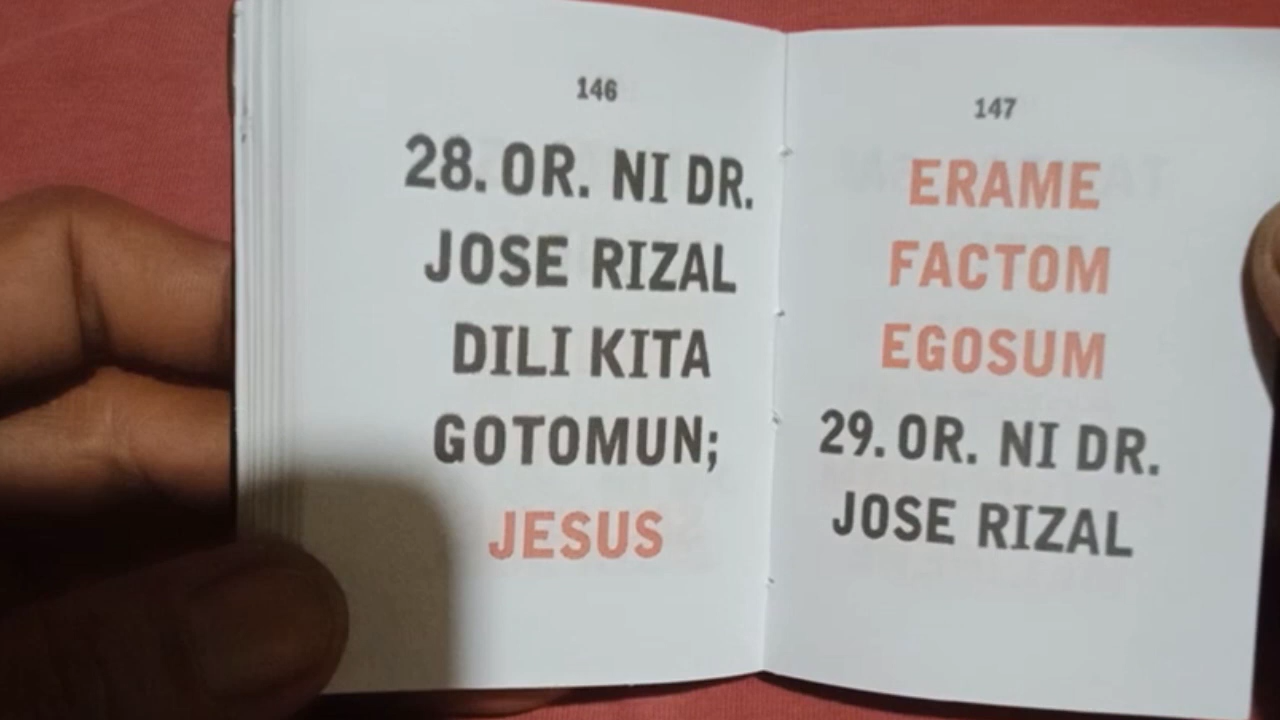 146
28. OR. NI DR.
JOSE RIZAL
DILI KITA
GOTOMUN;
JESUS
147
ERAME
FACTOM
EGOSUM
29. OR. NI DR.
JOSE RIZAL